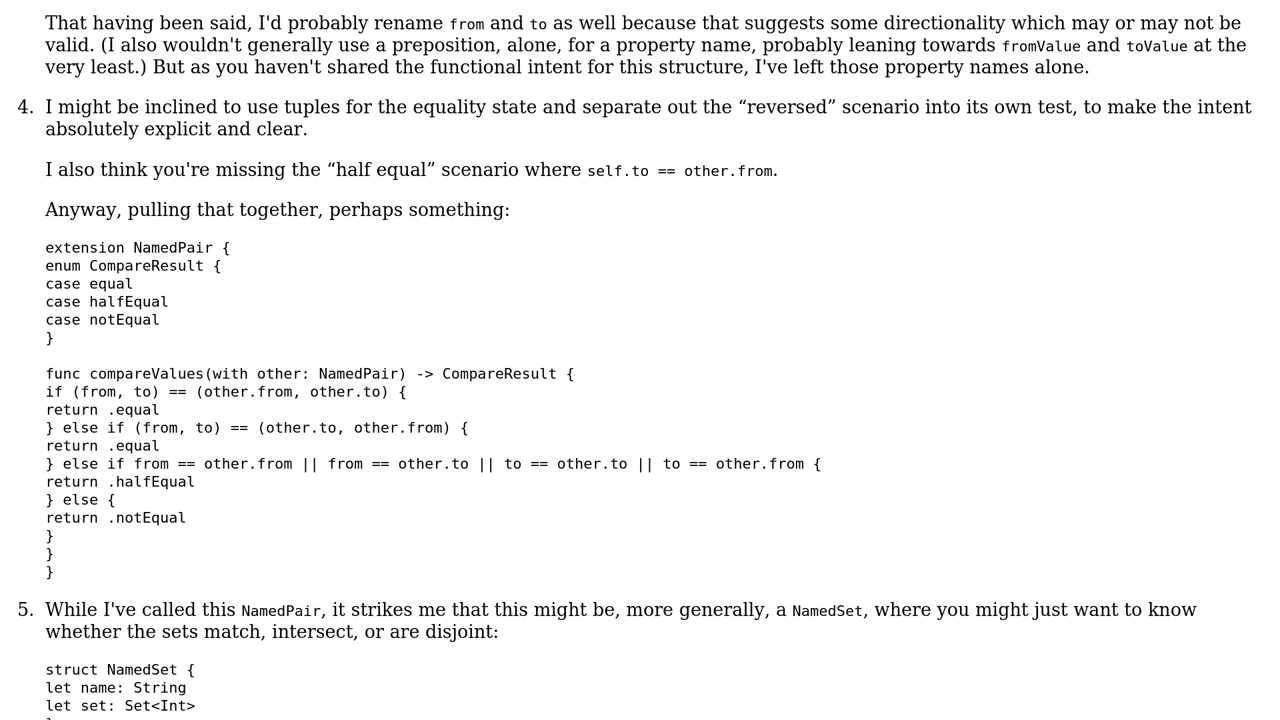 That having been said, I'd probably rename from and to as well because that suggests some directionality which may or may not be
valid. (I also wouldn't generally use a preposition, alone, for a property name, probably leaning towards fromValue and toValue at the
very least.) But as you haven't shared the functional intent for this structure, I've left those property names alone.
4. I might be inclined to use tuples for the equality state and separate out the “reversed” scenario into its own test, to make the intent
absolutely explicit and clear.
I also think you're missing the “half equal” scenario where self.to == other.from.
Anyway, pulling that together, perhaps something:
extension NamedPair {
enum CompareResult {
case equal
case halfEqual
case notEqual
}
func compareValues(with other: NamedPair) -> CompareResult {
if (from, to) == (other.from, other.to) {
return .equal
} else if (from, to) == (other.to, other.from) {
return .equal
} else if from == other.from || from == other.to || to == other.to || to == other.from {
return .halfEqual
} else {
return .notEqual
}
}
}
5. While I've called this NamedPair, it strikes me that this might be, more generally, a NamedSet, where you might just want to know
whether the sets match, intersect, or are disjoint:
struct NamedSet {
let name: String
let set: Set<Int>